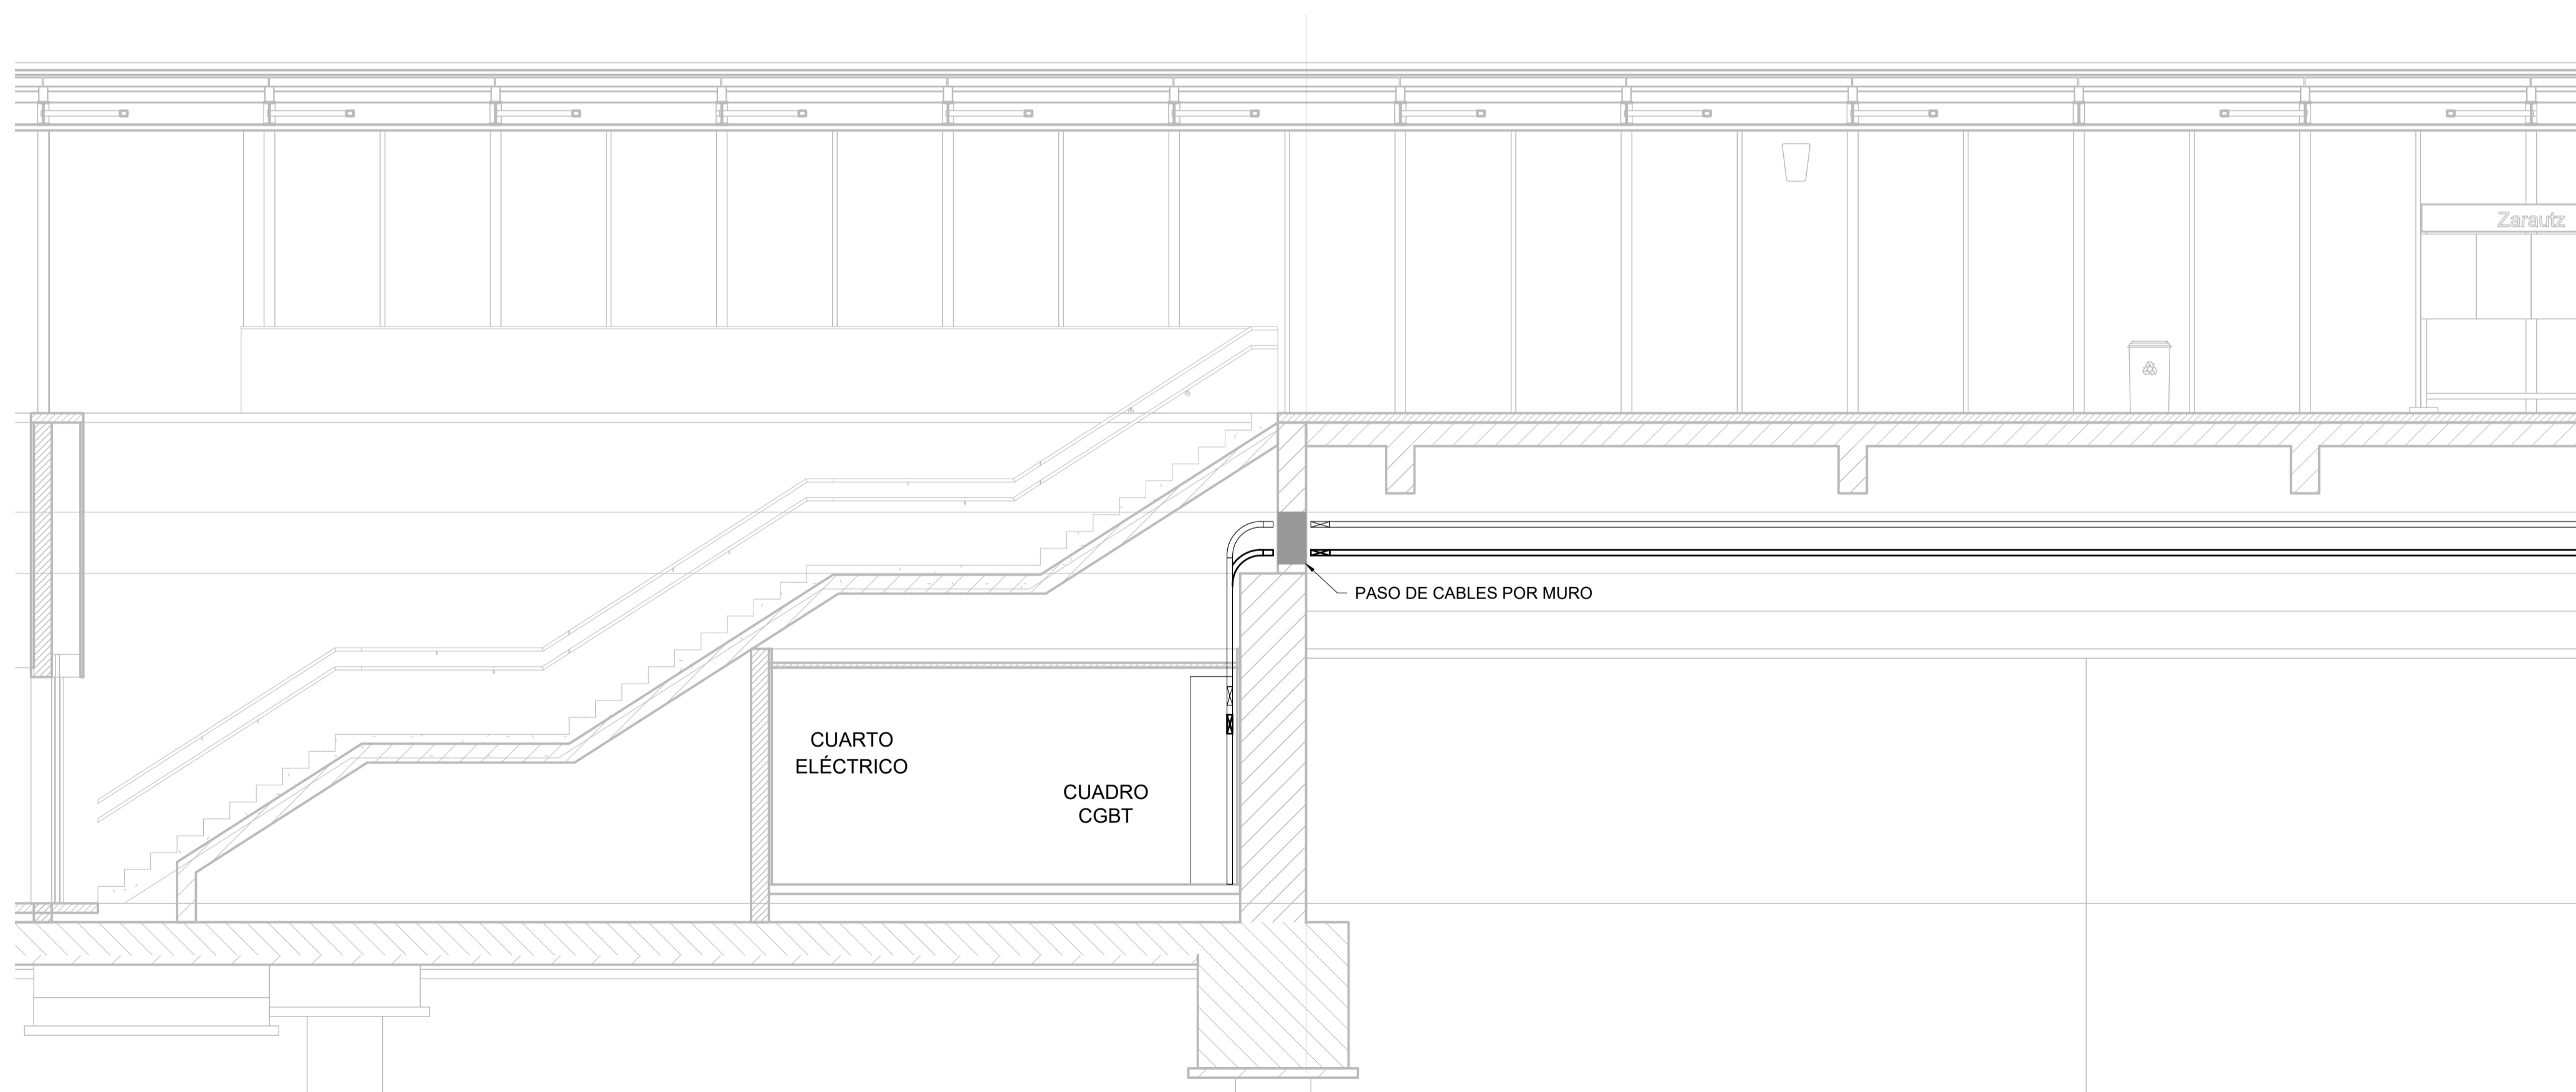 Zarautz
PASO DE CABLES POR MURO
CUARTO
ELÉCTRICO
CUADRO
CGBT